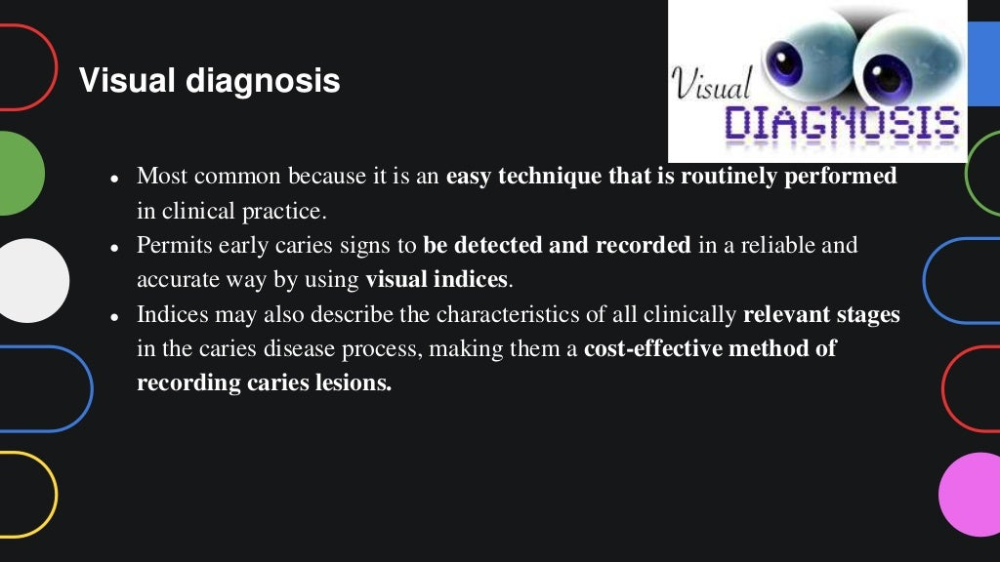 Visual diagnosis
Visual
DIAGNOSIS
● Most common because it is an easy technique that is routinely performed
in clinical practice.
● Permits early caries signs to be detected and recorded in a reliable and
accurate way by using visual indices.
● Indices may also describe the characteristics of all clinically relevant stages
in the caries disease process, making them a cost-effective method of
recording caries lesions.